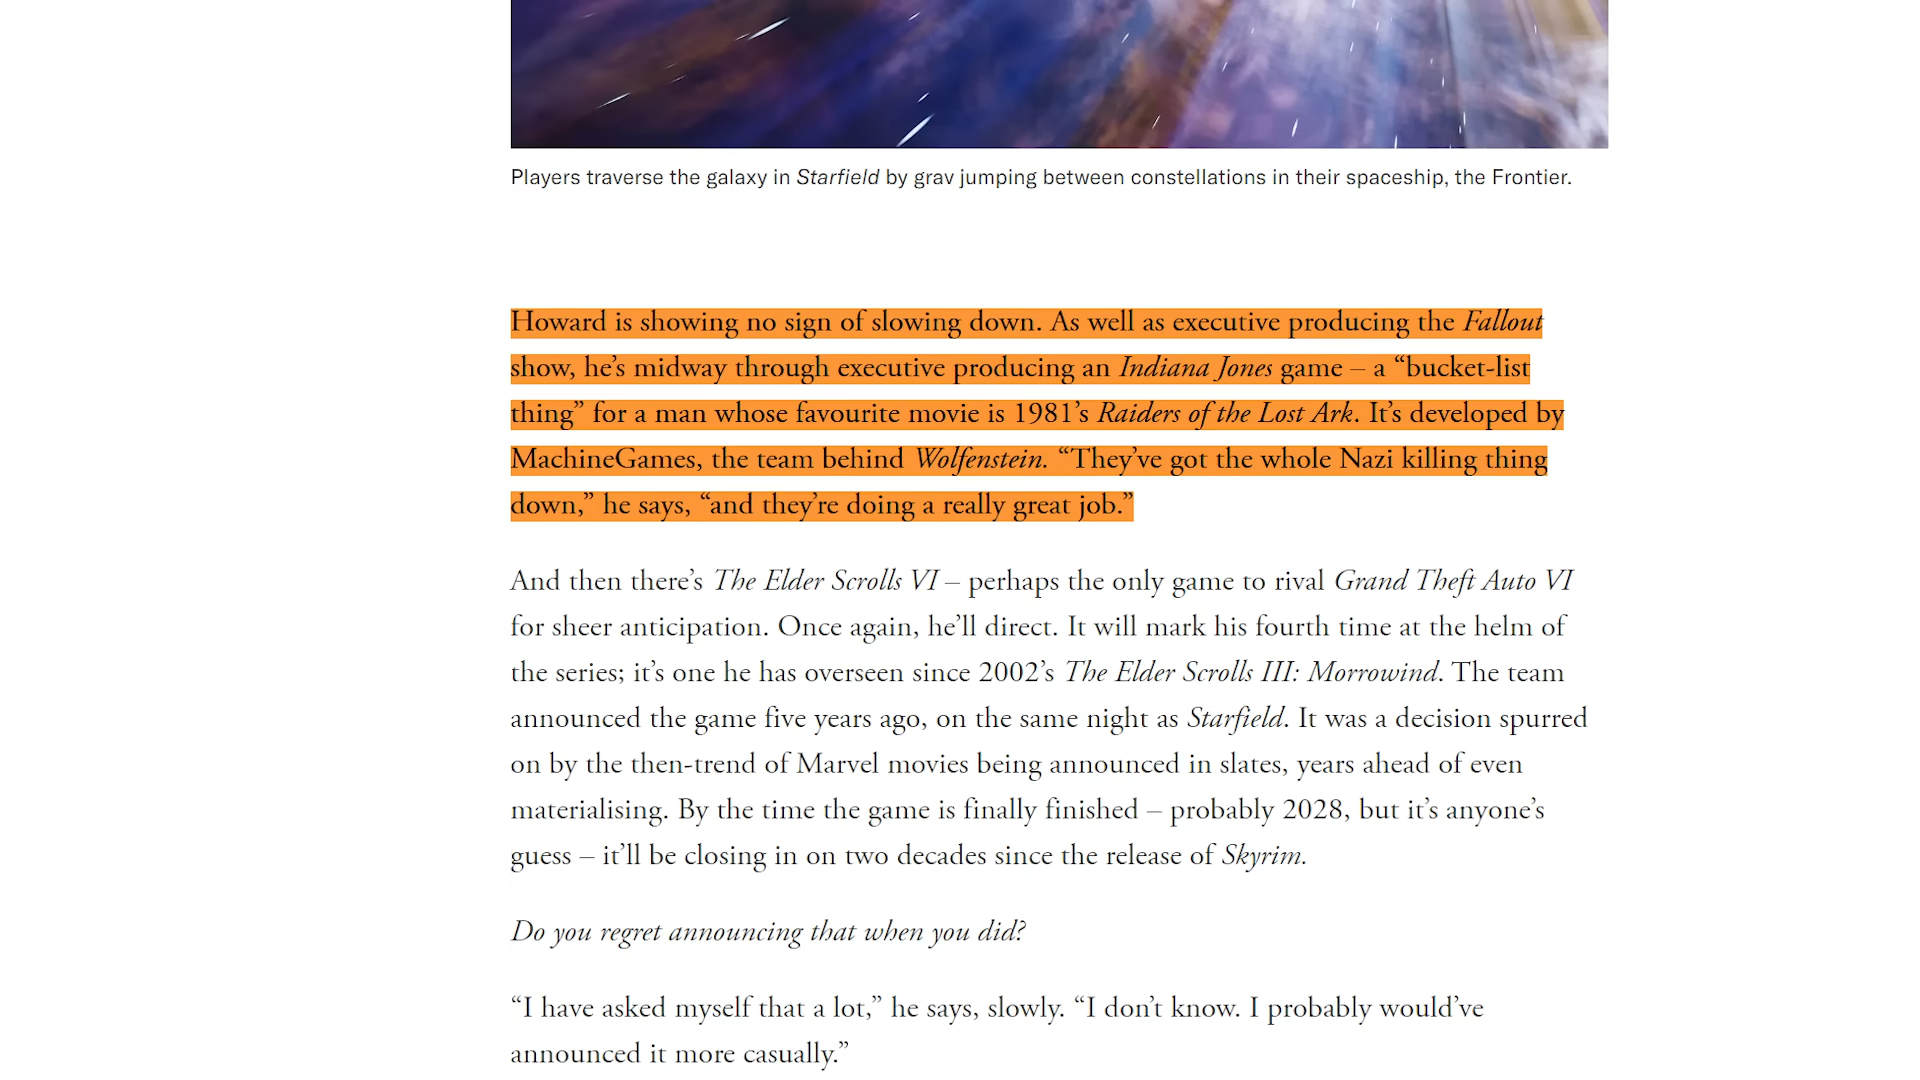 Players traverse the galaxy in Starfield by grav jumping between constellations in their spaceship, the Frontier.
Howard is showing no sign of slowing down. As well as executive producing the Fallout
show, he’s midway through executive producing an Indiana Jones game – a “bucket-list
thing” for a man whose favourite movie is 1981’s Raiders of the Lost Ark. It’s developed by
MachineGames, the team behind Wolfenstein. “They’ve got the whole Nazi killing thing
down,” he says, “and they’re doing a really great job.”
And then there’s The Elder Scrolls VI – perhaps the only game to rival Grand Theft Auto VI
for sheer anticipation. Once again, he’ll direct. It will mark his fourth time at the helm of
the series; it’s one he has overseen since 2002’s The Elder Scrolls III: Morrowind. The team
announced the game five years ago, on the same night as Starfield. It was a decision spurred
on by the then-trend of Marvel movies being announced in slates, years ahead of even
materialising. By the time the game is finally finished – probably 2028, but it’s anyone’s
guess – it’ll be closing in on two decades since the release of Skyrim.
Do you regret announcing that when you did?
“I have asked myself that a lot,” he says, slowly. “I don’t know. I probably would’ve
announced it more casually.”